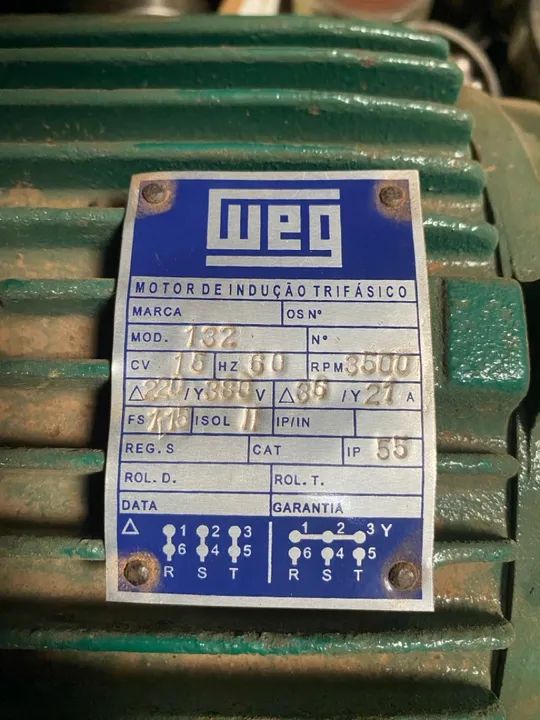 WEG
MOTOR DE INDUÇÃO TRIFÁSICO
MARCA OS Nº
MOD. 132 Nº
CV 15 HZ 60 RPM 3500
△ 220 / Y 380 V △ 36 / Y 21 A
FS 1,15 ISOL IP/IN
REG. S CAT IP 55
ROL. D. ROL. T.
DATA GARANTIA
△ 1 2 3 1 2 3 Y
6 4 5 6 4 5
R S T R S T